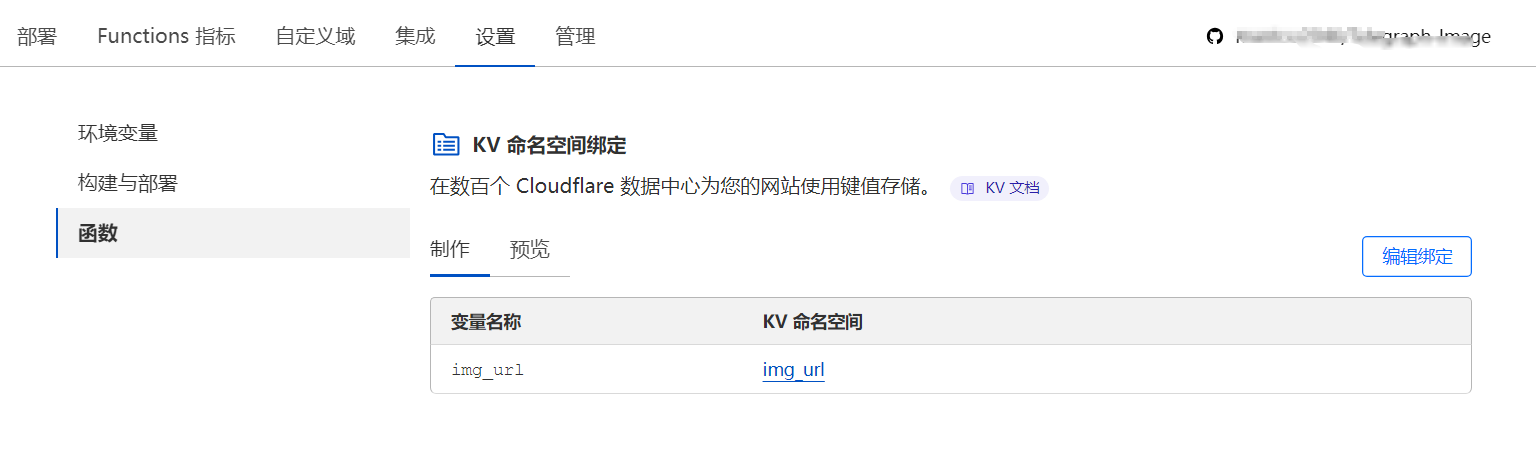 部署 Functions 指标 自定义域 集成 设置 管理 Image
环境变量
构建与部署
函数
KV 命名空间绑定
在数百个 Cloudflare 数据中心为您的网站使用键值存储。 KV 文档
制作 预览
编辑绑定
变量名称 KV 命名空间
img_url img_url